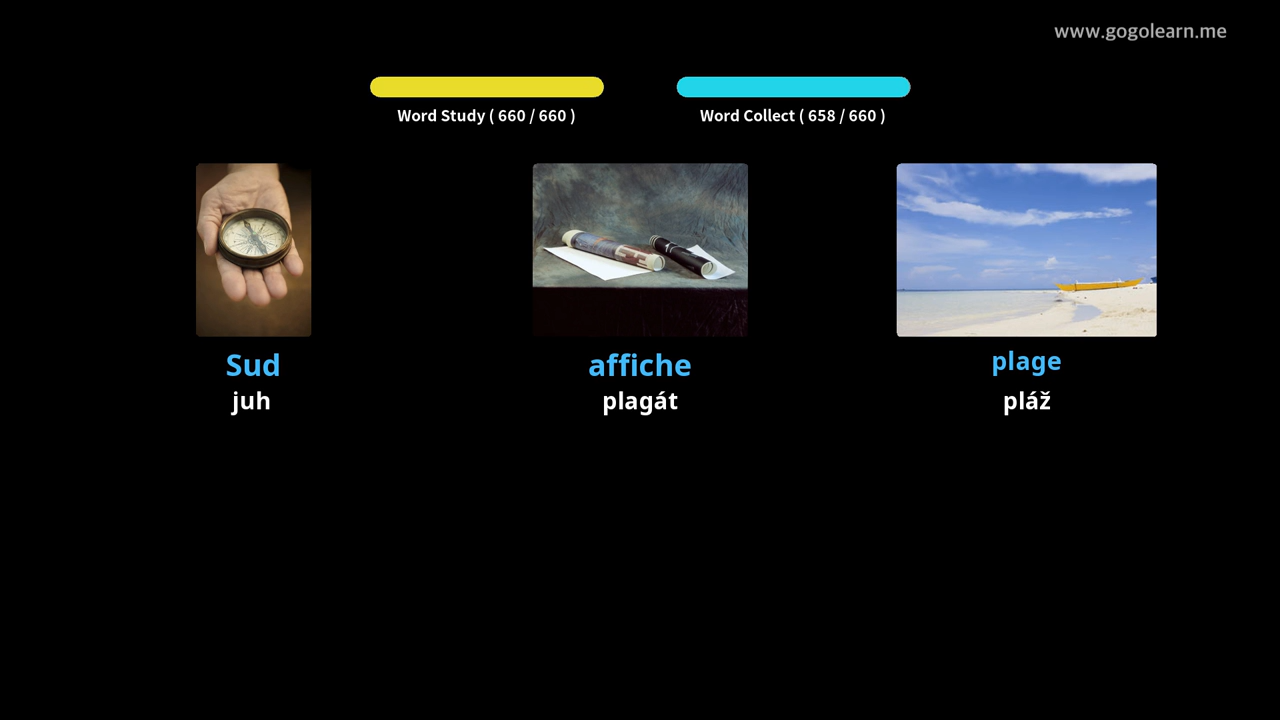 www.gogolearn.me
Word Study ( 660 / 660 )
Word Collect ( 658 / 660 )
Sud
juh
affiche
plagát
plage
pláž